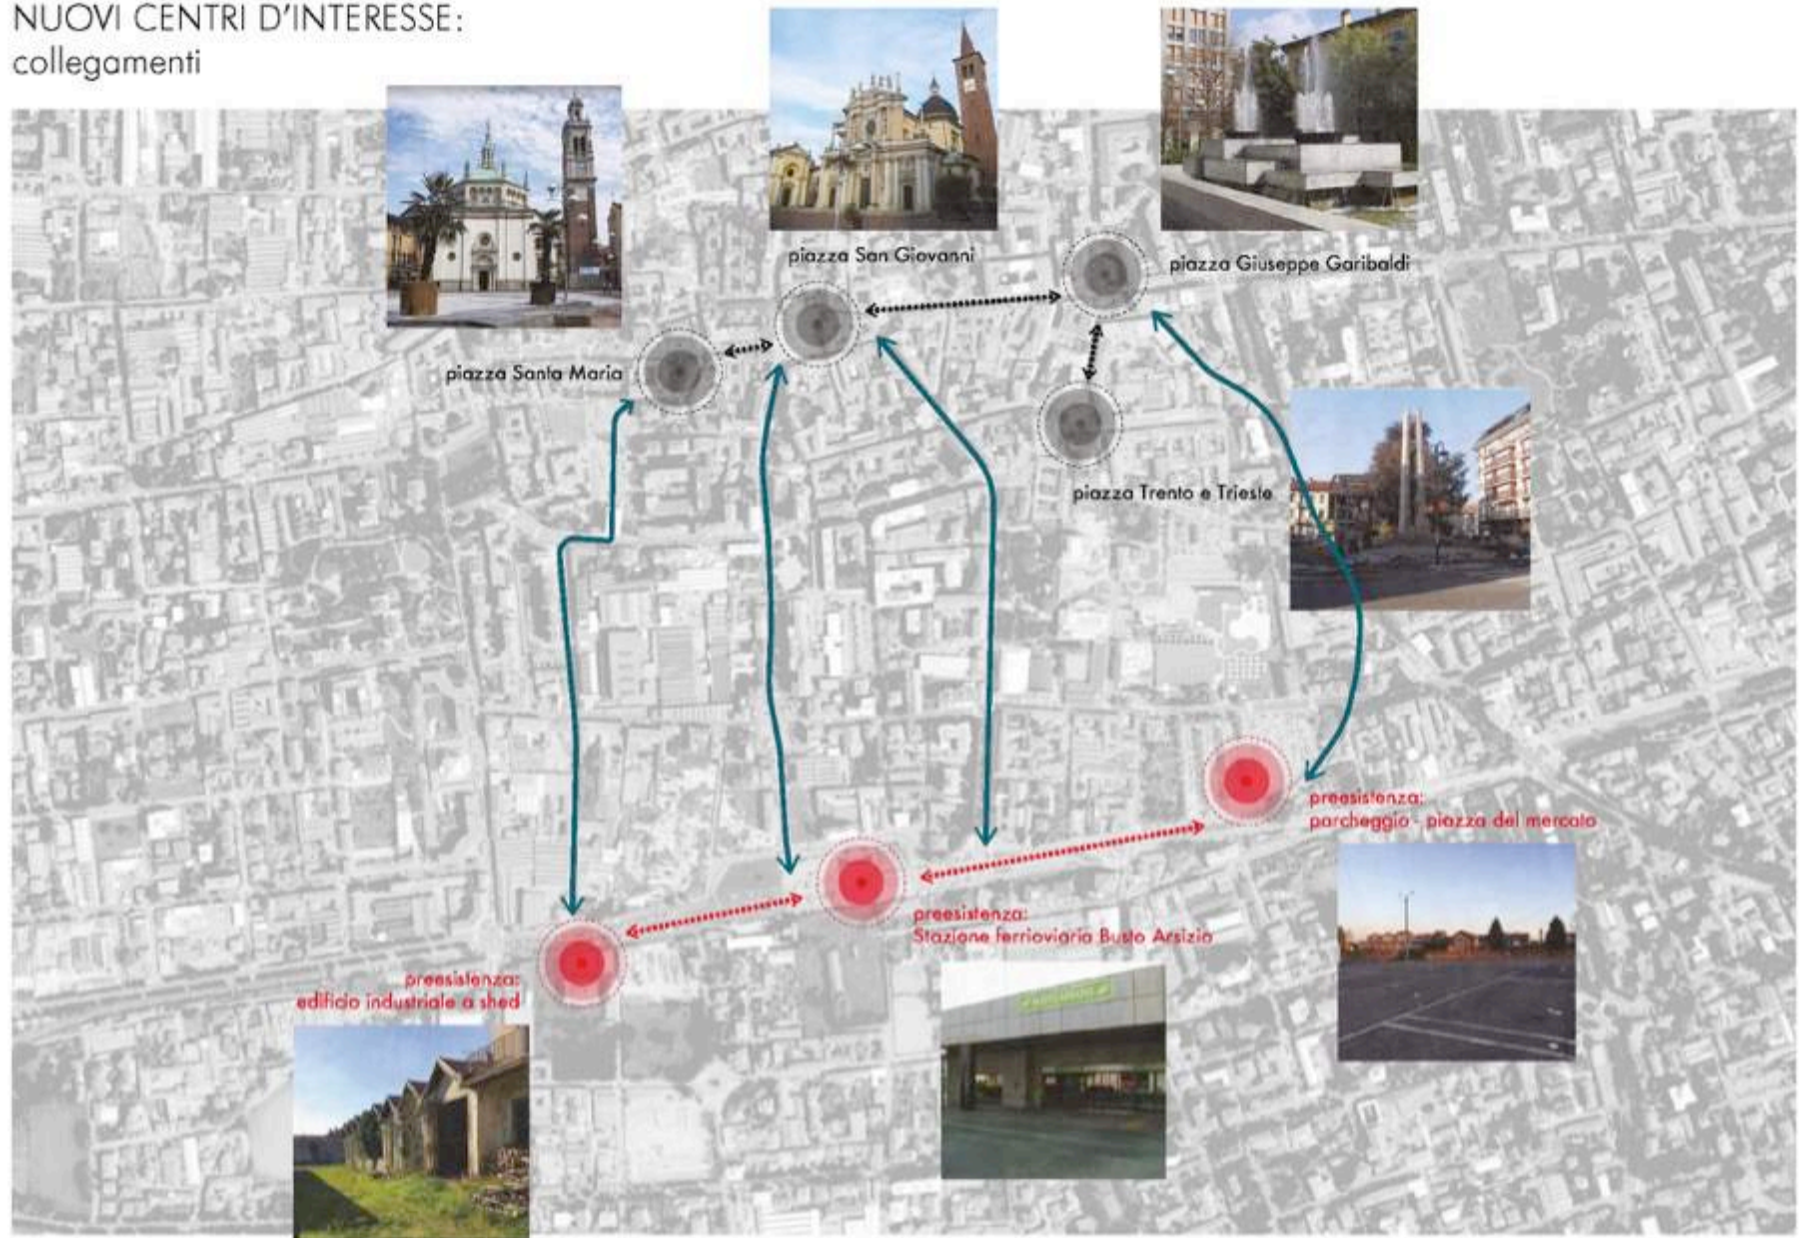 NUOVI CENTRI D'INTERESSE:
collegamenti
piazza San Giovanni
piazza Giuseppe Garibaldi
piazza Santa Maria
piazza Trento e Trieste
preesistenza:
parcheggio - piazza del mercato
preesistenza:
Stazione ferrioviaria Busto Arsizio
preesistenza:
edificio industriale a shed